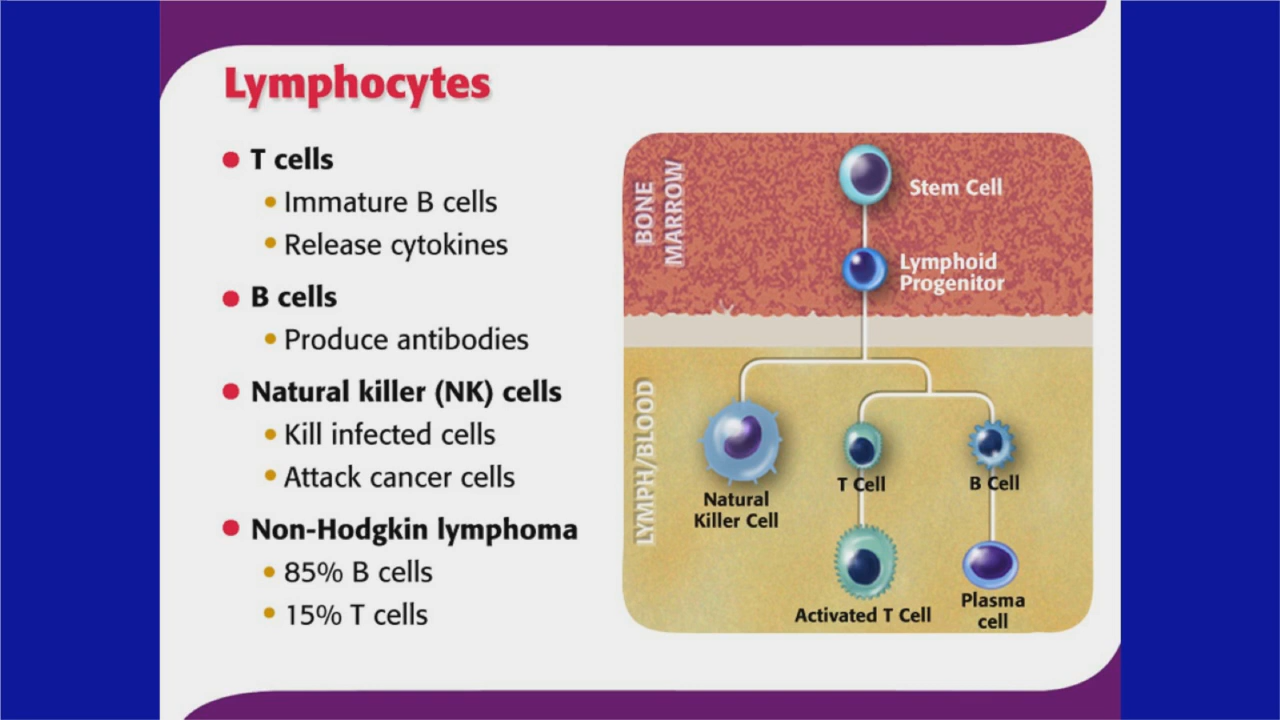 Lymphocytes
T cells
Immature B cells
Release cytokines
B cells
Produce antibodies
Natural killer (NK) cells
Kill infected cells
Attack cancer cells
Non-Hodgkin lymphoma
85% B cells
15% T cells
BONE
MARROW
Stem Cell
Lymphoid
Progenitor
LYMPH/BLOOD
Natural
Killer Cell
T Cell
B Cell
Activated T Cell
Plasma
cell